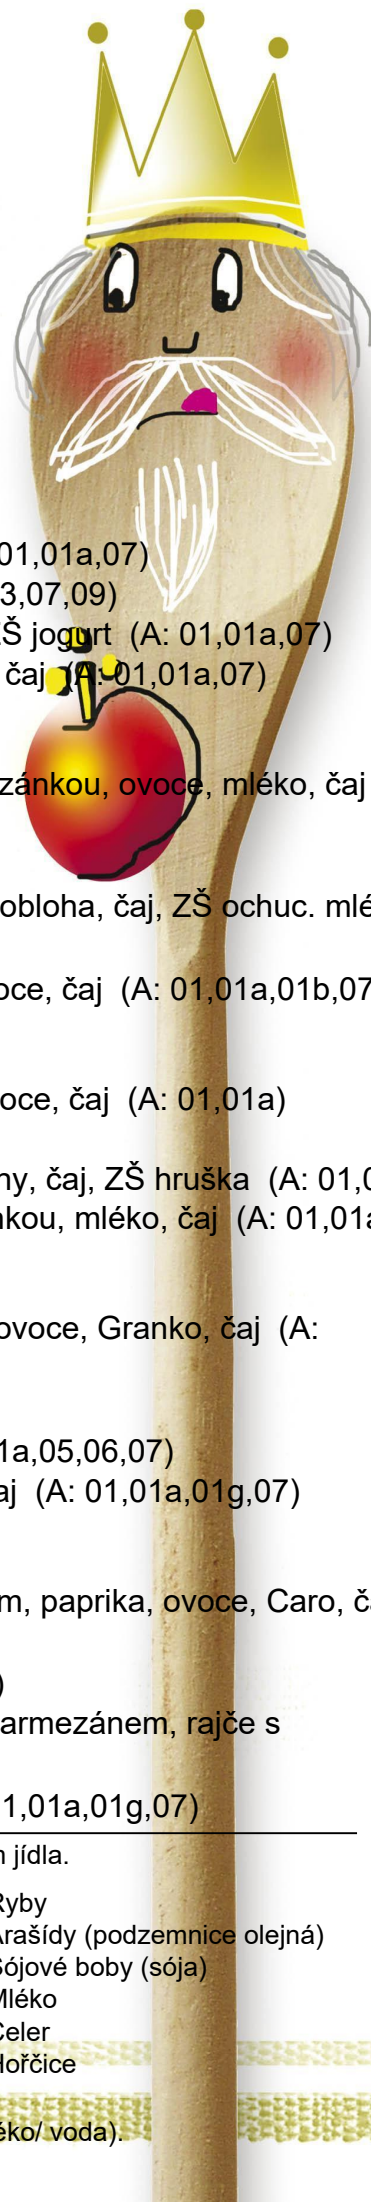 01,01a,07)
3,07,09)
ZŠ jogurt (A: 01,01a,07)
čaj (A: 01,01a,07)
zánkou, ovoce, mléko, čaj
obloha, čaj, ZŠ ochuc. mlé
oce, čaj (A: 01,01a,01b,07
oce, čaj (A: 01,01a)
ny, čaj, ZŠ hruška (A: 01,0
nkou, mléko, čaj (A: 01,01a
ovoce, Granko, čaj (A:
1a,05,06,07)
aj (A: 01,01a,01g,07)
m, paprika, ovoce, Caro, ča
)
armezánem, rajče s
1,01a,01g,07)
m jídla.
Ryby
Arašídy (podzemnice olejná)
Sójové boby (sója)
Mléko
Celer
Hořčice
éko/ voda).